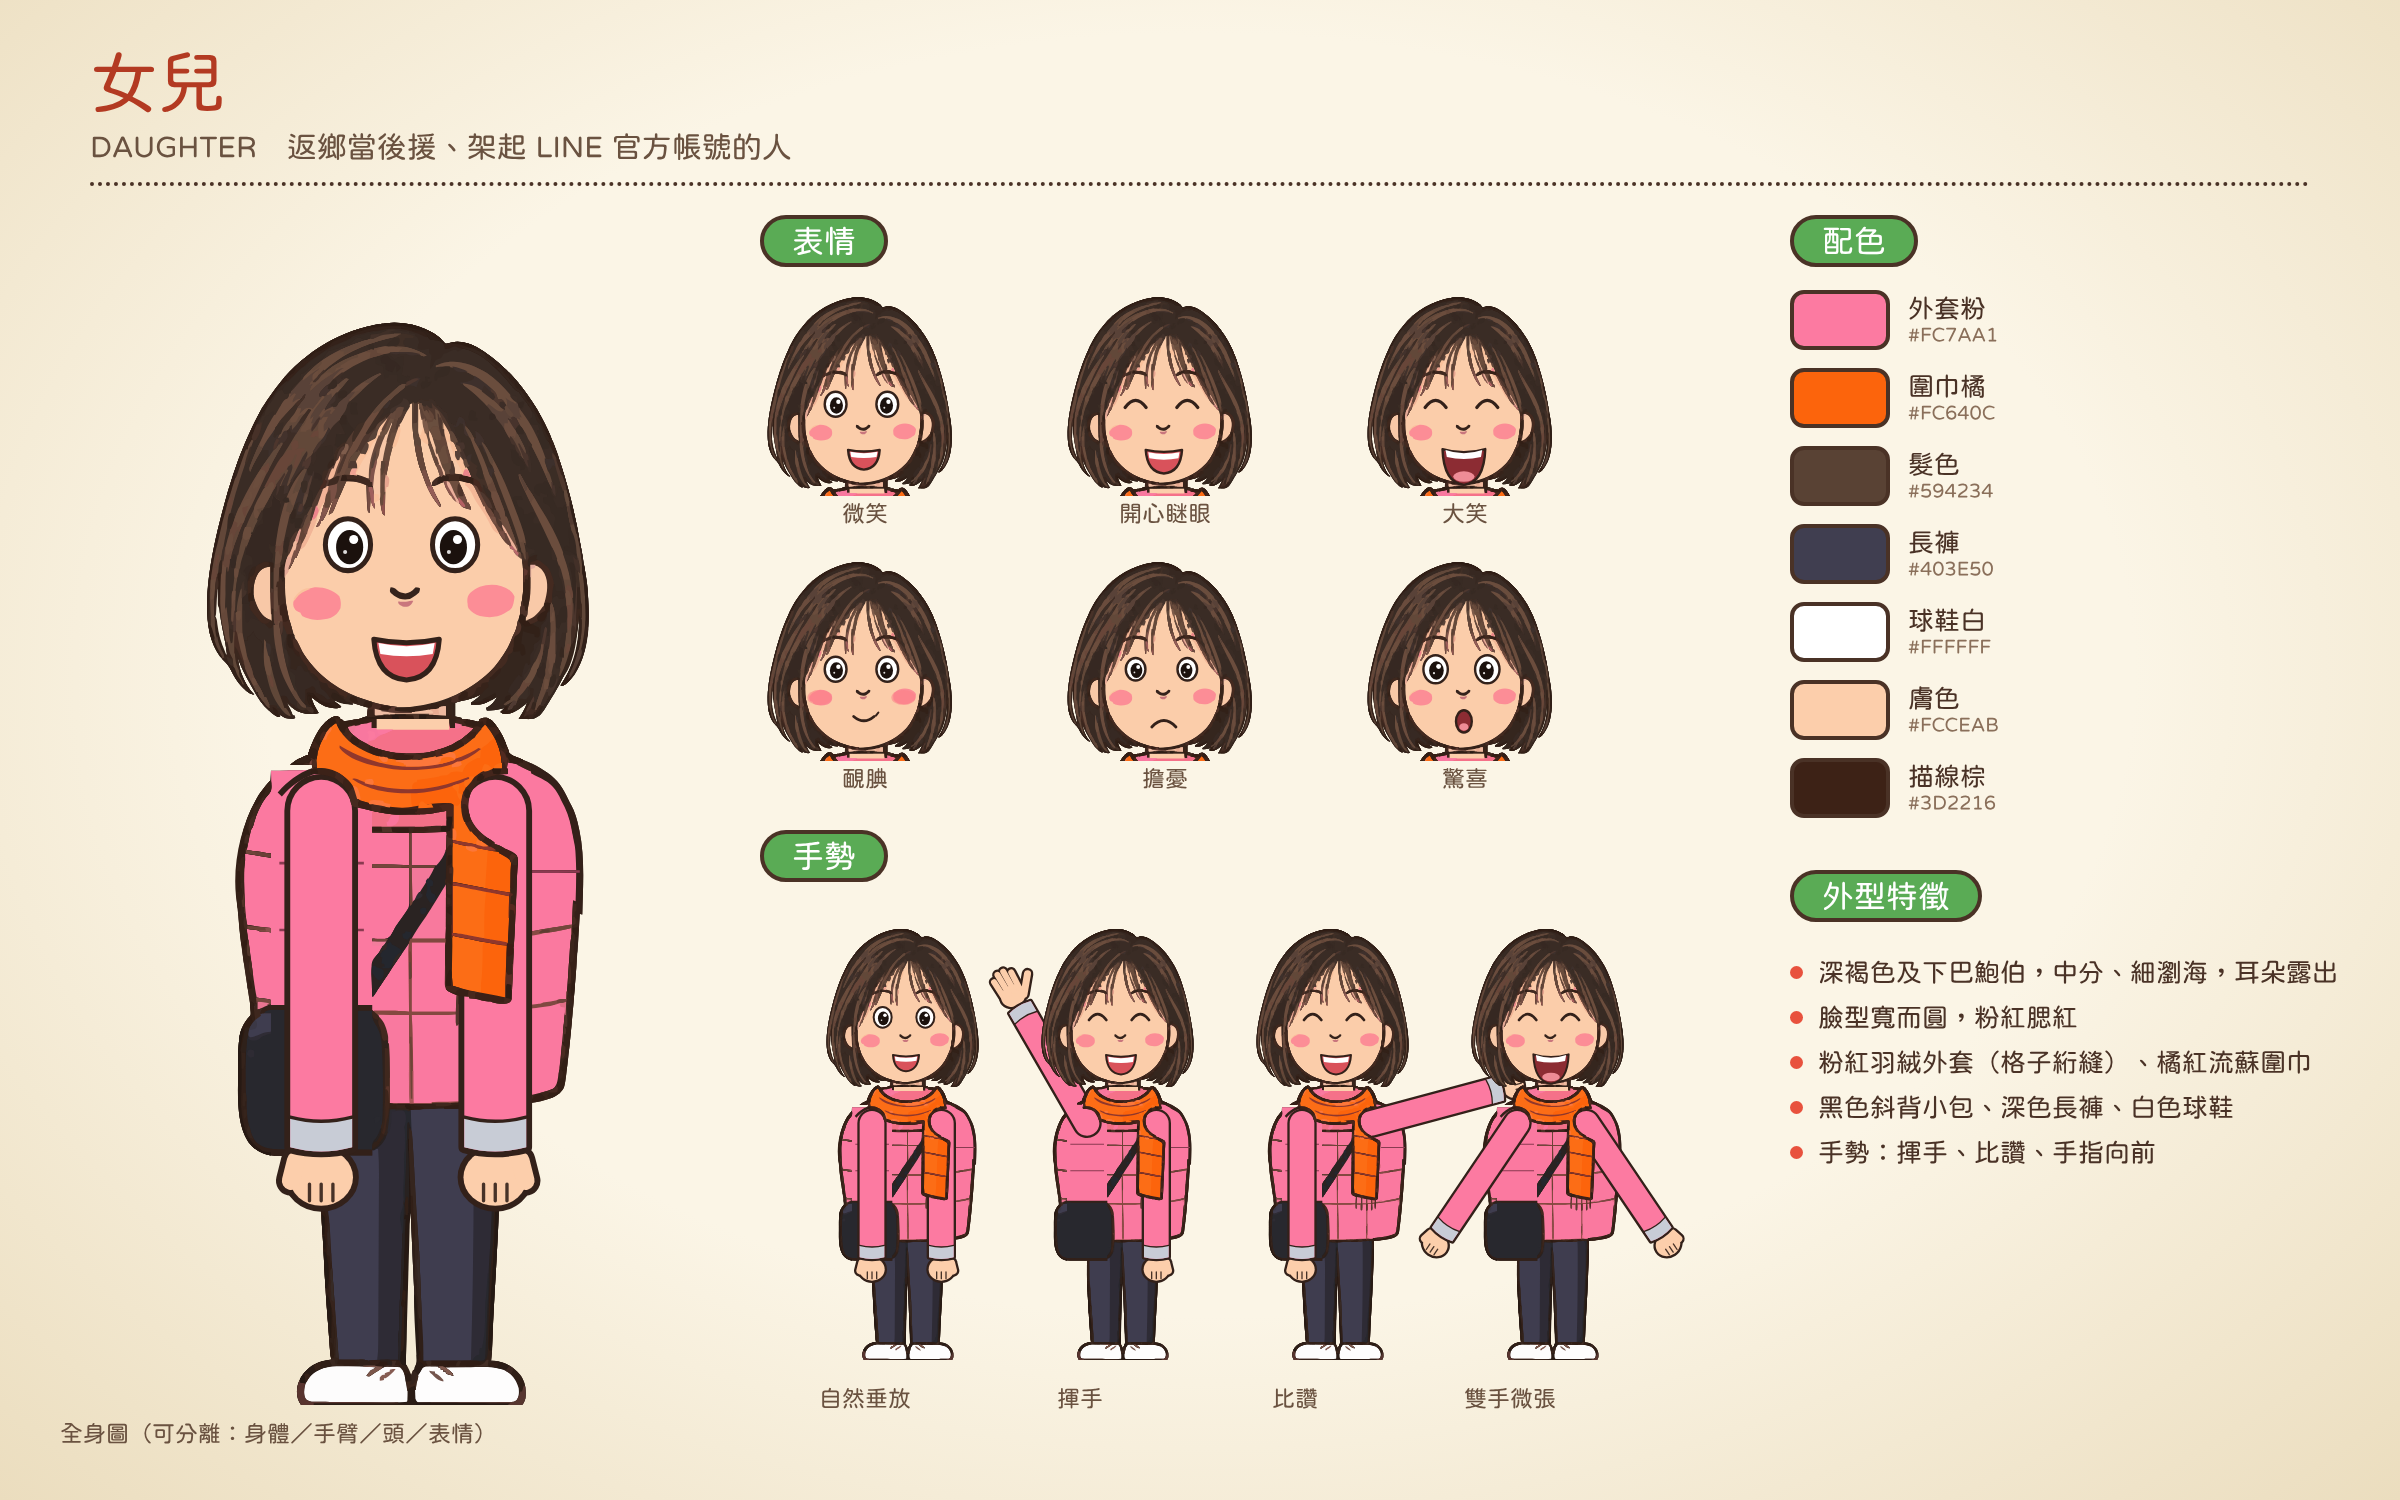 女兒
DAUGHTER 返鄉當後援、架起 LINE 官方帳號的人
表情
微笑
開心瞇眼
大笑
靦腆
擔憂
驚喜
手勢
自然垂放
揮手
比讚
雙手微張
全身圖（可分離：身體／手臂／頭／表情）
配色
外套粉
#FC7AA1
圍巾橘
#FC640C
髮色
#594234
長褲
#403E50
球鞋白
#FFFFFF
膚色
#FCCEAB
描線棕
#3D2216
外型特徵
深褐色及下巴鮑伯，中分、細瀏海，耳朵露出
臉型寬而圓，粉紅腮紅
粉紅羽絨外套（格子絎縫）、橘紅流蘇圍巾
黑色斜背小包、深色長褲、白色球鞋
手勢：揮手、比讚、手指向前